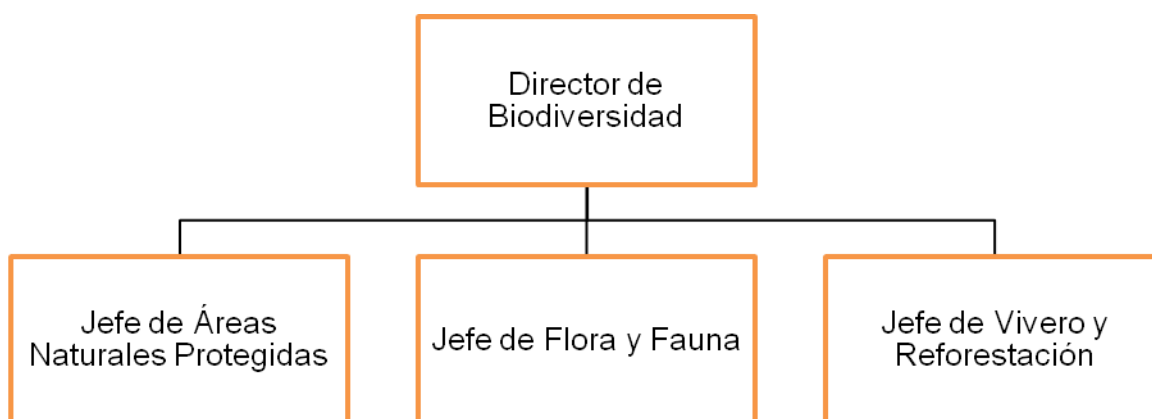 Director de
Biodiversidad
Jefe de Áreas
Naturales Protegidas
Jefe de Flora y Fauna
Jefe de Vivero y
Reforestación